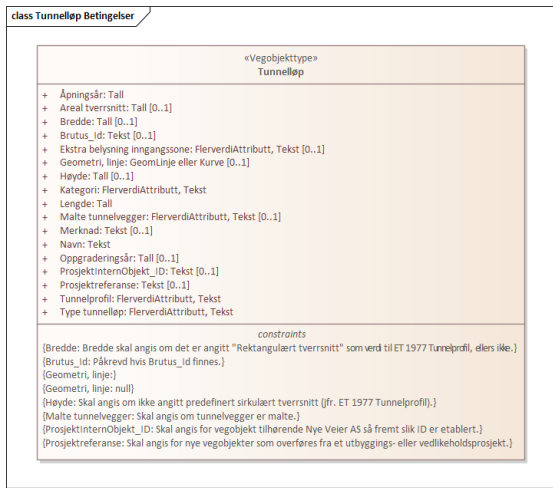 class Tunnelløp Betingelser
«Vegobjekttype»
Tunnelløp
+ Åpningsår: Tall
+ Areal tverrsnitt: Tall [0..1]
+ Bredde: Tall [0..1]
+ Brutus_Id: Tekst [0..1]
+ Ekstra belysning inngangssone: FlerverdiAttributt, Tekst [0..1]
+ Geometri, linje: GeomLinje eller Kurve [0..1]
+ Høyde: Tall [0..1]
+ Kategori: FlerverdiAttributt, Tekst
+ Lengde: Tall
+ Malte tunnelvegger: FlerverdiAttributt, Tekst [0..1]
+ Merknad: Tekst [0..1]
+ Navn: Tekst
+ Oppgraderingsår: Tall [0..1]
+ ProsjektInternObjekt_ID: Tekst [0..1]
+ Prosjektreferanse: Tekst [0..1]
+ Tunnelprofil: FlerverdiAttributt, Tekst
+ Type tunnelløp: FlerverdiAttributt, Tekst
constraints
{Bredde: Bredde skal angis om det er angitt "Rektangulært tverrsnitt" som verdi til ET 1977 Tunnelprofil, ellers ikke.}
{Brutus_Id: Påkrevd hvis Brutus_Id finnes.}
{Geometri, linje:}
{Geometri, linje: null}
{Høyde: Skal angis om ikke angitt predefinert sirkulært tverrsnitt (jfr. ET 1977 Tunnelprofil).}
{Malte tunnelvegger: Skal angis om tunnelvegger er malte.}
{ProsjektInternObjekt_ID: Skal angis for vegobjekt tilhørende Nye Veier AS så fremt slik ID er etablert.}
{Prosjektreferanse: Skal angis for nye vegobjekter som overføres fra et utbyggings- eller vedlikeholdsprosjekt.}